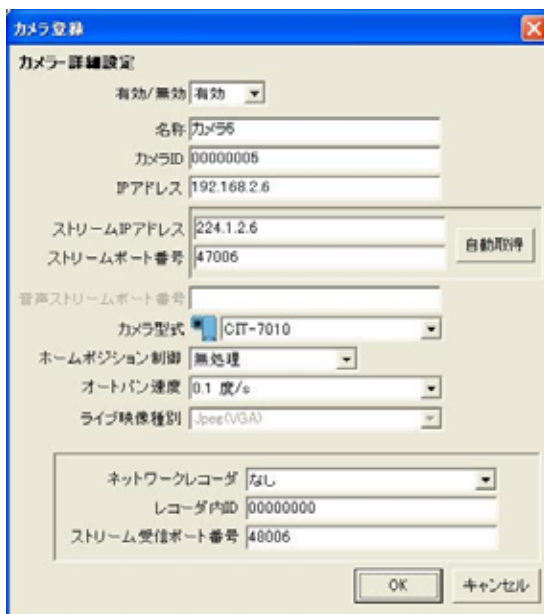 カメラ登録
カメラー詳細設定
有効/無効 有効
名称 カメラ6
カメラID 00000005
IPアドレス 192.168.2.6
ストリームIPアドレス 224.1.2.6
ストリームポート番号 47006
自動取得
音声ストリームポート番号
カメラ型式 CIT-7010
ホームポジション制御 無処理
オートパン速度 0.1 度/s
ライブ映像種別 Jpeg(VGA)
ネットワークレコーダ なし
レコーダ内ID 00000000
ストリーム受信ポート番号 48006
OK キャンセル